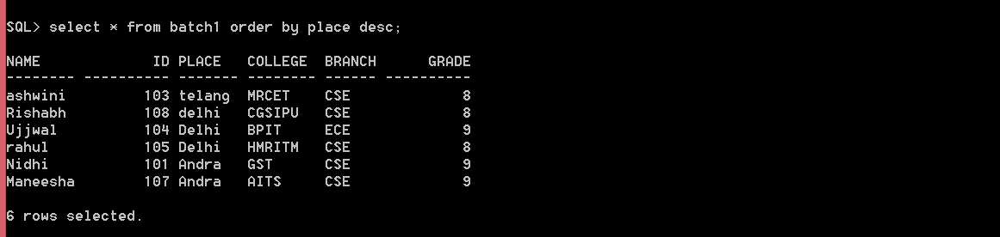 SQL> select * from batch1 order by place desc;
NAME             ID PLACE   COLLEGE  BRANCH      GRADE
-------- ---------- ------- -------- ------ ----------
ashwini         103 telang  MRCET    CSE             8
Rishabh         108 delhi   CGSIPU   CSE             8
Ujjwal          104 Delhi   BPIT     ECE             9
rahul           105 Delhi   HMRITM   CSE             8
Nidhi           101 Andra   GST      CSE             9
Maneesha        107 Andra   AITS     CSE             9
6 rows selected.